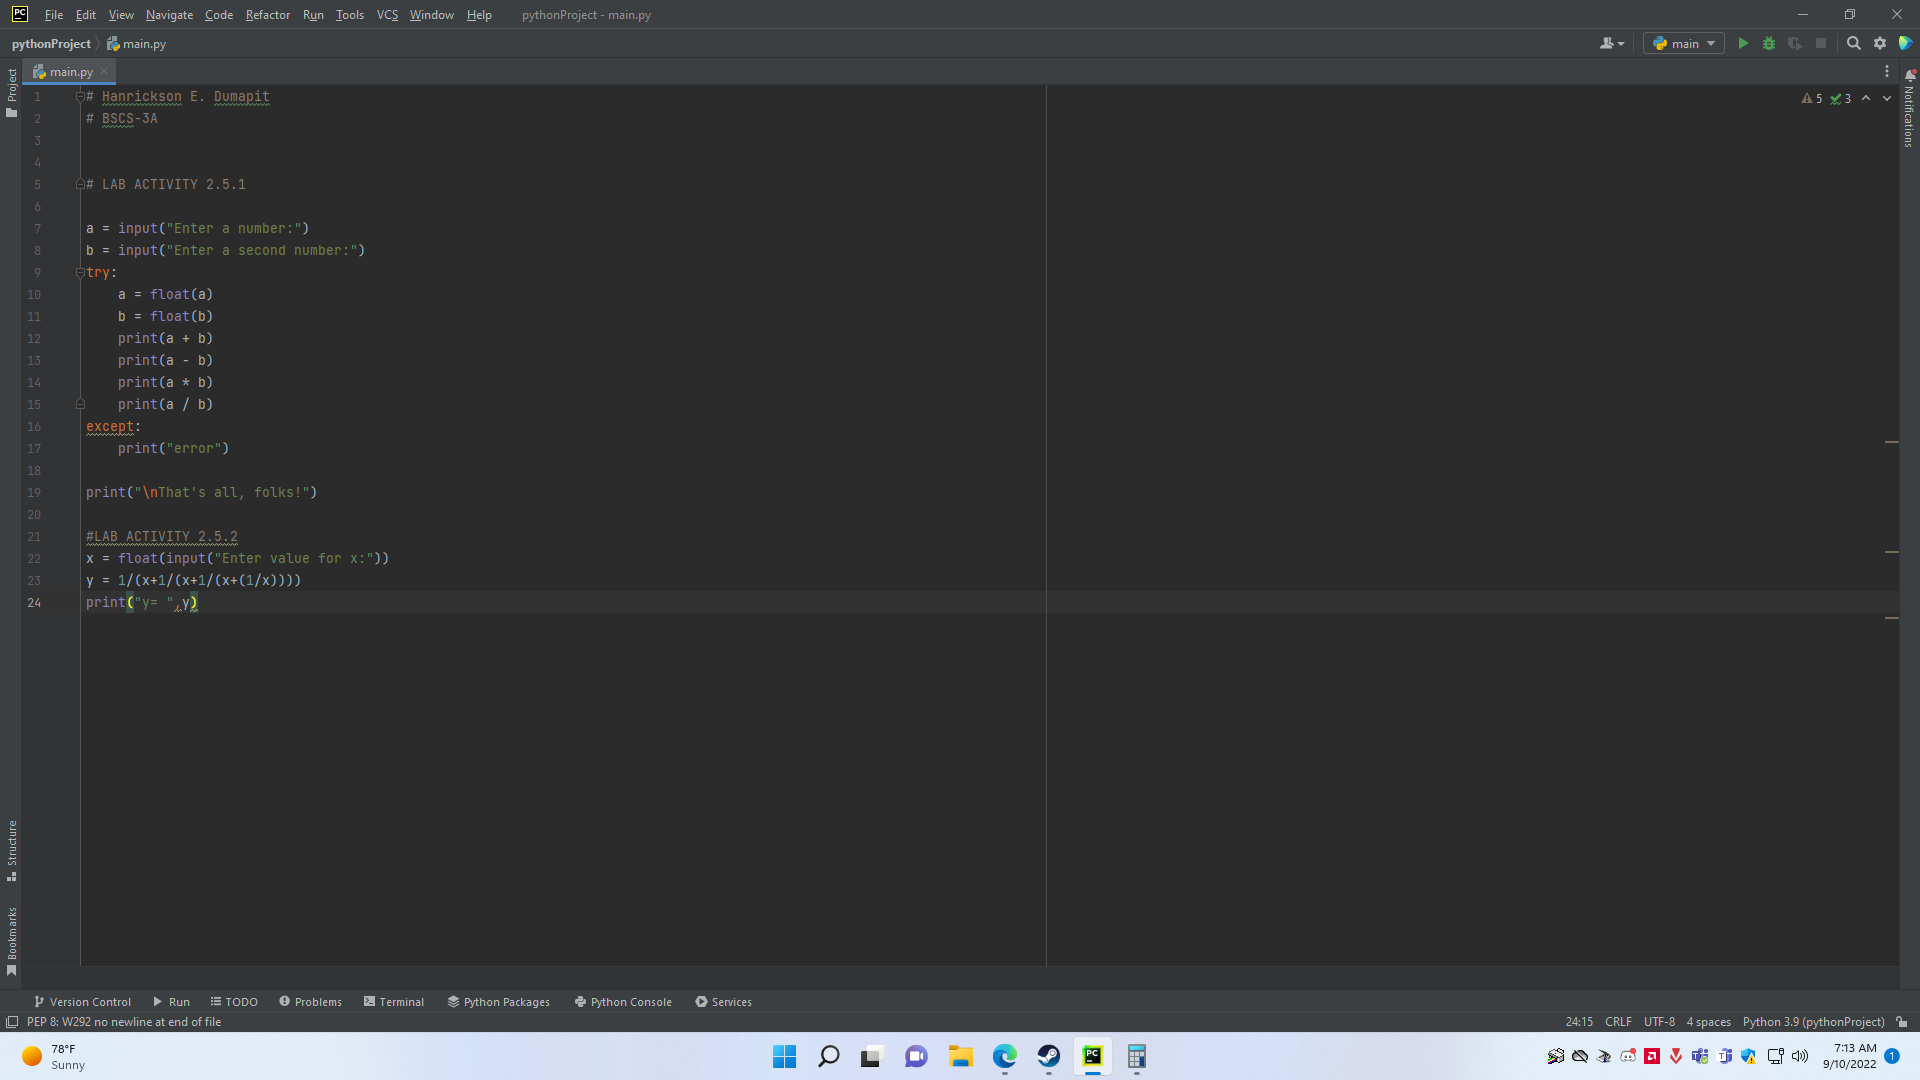 PC File Edit View Navigate Code Refactor Run Tools VCS Window Help pythonProject - main.py
pythonProject main.py main
main.py
Project
Notifications
5 3
1 # Hanrickson E. Dumapit
2 # BSCS-3A
3
4
5 # LAB ACTIVITY 2.5.1
6
7 a = input("Enter a number:")
8 b = input("Enter a second number:")
9 try:
10     a = float(a)
11     b = float(b)
12     print(a + b)
13     print(a - b)
14     print(a * b)
15     print(a / b)
16 except:
17     print("error")
18
19 print("\nThat's all, folks!")
20
21 #LAB ACTIVITY 2.5.2
22 x = float(input("Enter value for x:"))
23 y = 1/(x+1/(x+1/(x+(1/x))))
24 print("y= ",y)
Structure
Bookmarks
Version Control Run TODO Problems Terminal Python Packages Python Console Services
PEP 8: W292 no newline at end of file 24:15 CRLF UTF-8 4 spaces Python 3.9 (pythonProject)
78°F
Sunny
PC
7:13 AM
9/10/2022
1